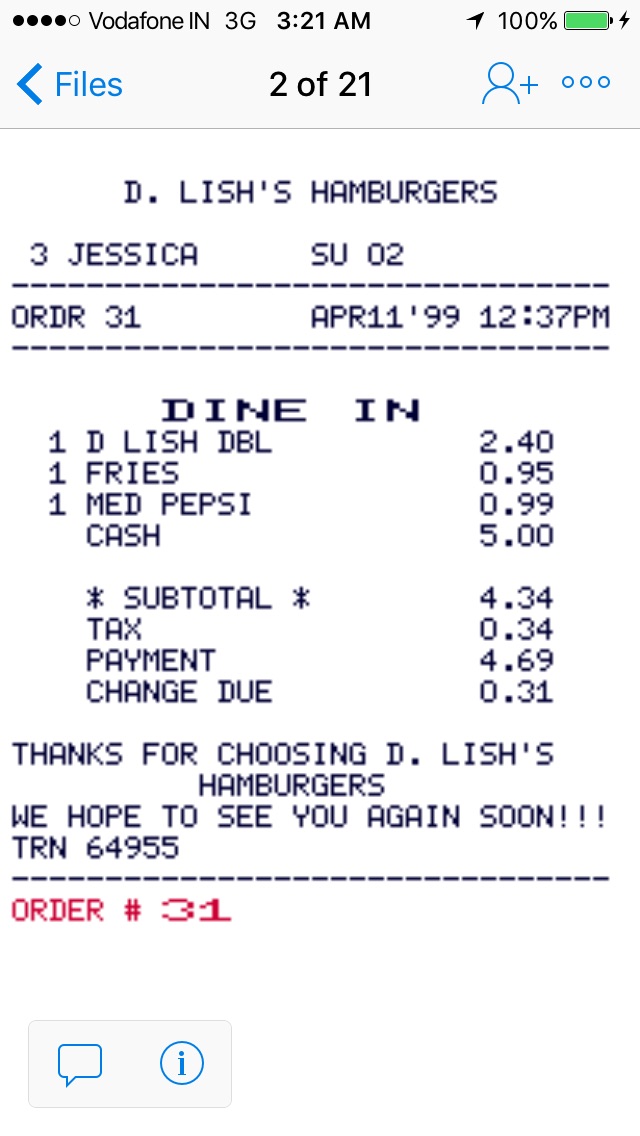 Vodafone IN 3G 3:21 AM 100%
Files 2 of 21
D. LISH'S HAMBURGERS
3 JESSICA SU 02
---------------------------------
ORDR 31 APR11'99 12:37PM
---------------------------------
DINE IN
1 D LISH DBL 2.40
1 FRIES 0.95
1 MED PEPSI 0.99
CASH 5.00
* SUBTOTAL * 4.34
TAX 0.34
PAYMENT 4.69
CHANGE DUE 0.31
THANKS FOR CHOOSING D. LISH'S
HAMBURGERS
WE HOPE TO SEE YOU AGAIN SOON!!!
TRN 64955
---------------------------------
ORDER # 31